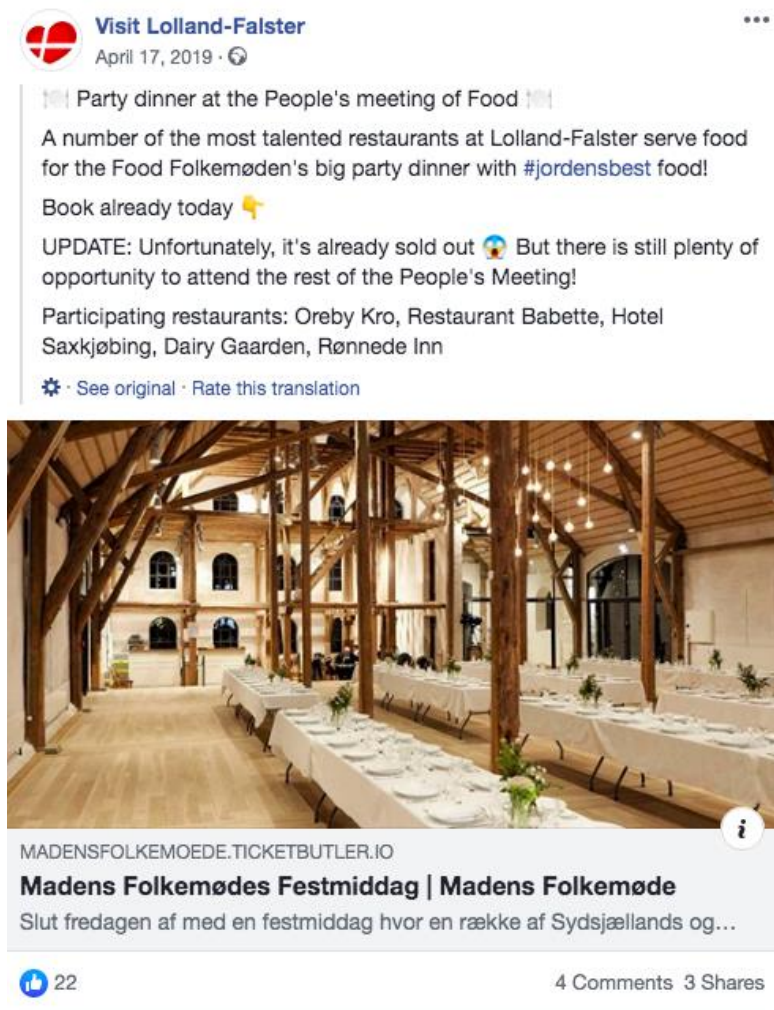 Visit Lolland-Falster
April 17, 2019 ·
🍽 Party dinner at the People's meeting of Food 🍽
A number of the most talented restaurants at Lolland-Falster serve food
for the Food Folkemøden's big party dinner with #jordensbest food!
Book already today 👇
UPDATE: Unfortunately, it's already sold out 😱 But there is still plenty of
opportunity to attend the rest of the People's Meeting!
Participating restaurants: Oreby Kro, Restaurant Babette, Hotel
Saxkjøbing, Dairy Gaarden, Rønnede Inn
· See original · Rate this translation
i
MADENSFOLKEMOEDE.TICKETBUTLER.IO
Madens Folkemødes Festmiddag | Madens Folkemøde
Slut fredagen af med en festmiddag hvor en række af Sydsjællands og...
22
4 Comments 3 Shares